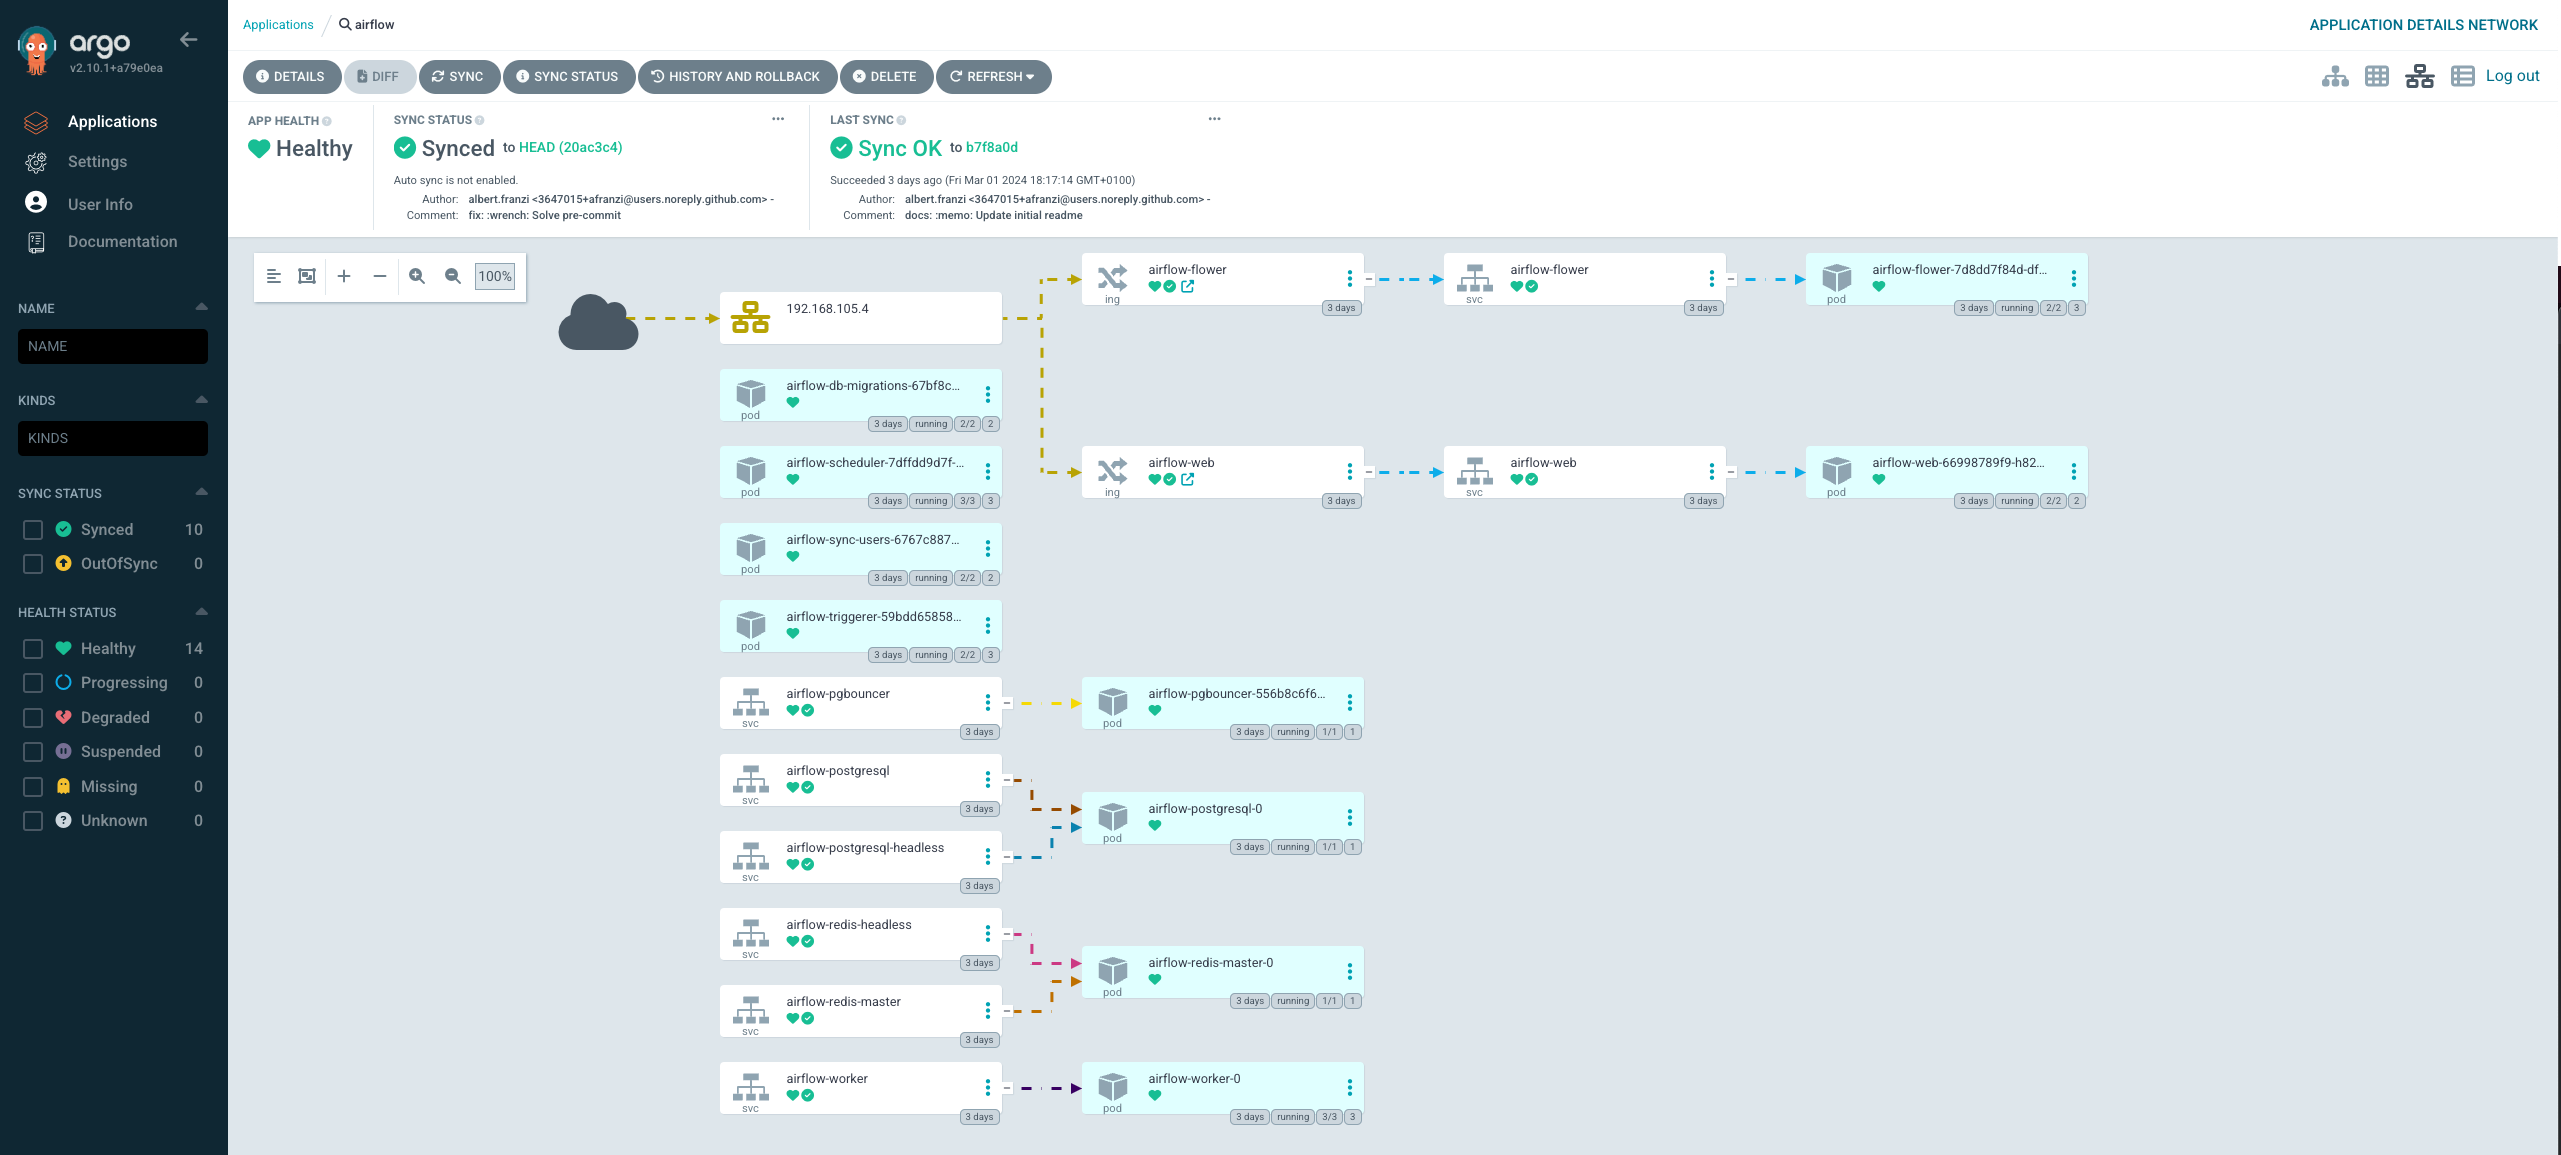 argo
v2.10.1+a79e0ea
Applications
Settings
User Info
Documentation
NAME
NAME
KINDS
KINDS
SYNC STATUS
Synced 10
OutOfSync 0
HEALTH STATUS
Healthy 14
Progressing 0
Degraded 0
Suspended 0
Missing 0
Unknown 0
Applications / airflow
APPLICATION DETAILS NETWORK
DETAILS DIFF SYNC SYNC STATUS HISTORY AND ROLLBACK DELETE REFRESH
Log out
APP HEALTH
Healthy
SYNC STATUS
Synced to HEAD (20ac3c4)
Auto sync is not enabled.
Author: albert.franzi <3647015+afranzi@users.noreply.github.com> -
Comment: fix: :wrench: Solve pre-commit
LAST SYNC
Sync OK to b7f8a0d
Succeeded 3 days ago (Fri Mar 01 2024 18:17:14 GMT+0100)
Author: albert.franzi <3647015+afranzi@users.noreply.github.com> -
Comment: docs: :memo: Update initial readme
100%
192.168.105.4
airflow-flower
ing
3 days
airflow-flower
svc
3 days
airflow-flower-7d8dd7f84d-df...
pod
3 days running 2/2 3
airflow-db-migrations-67bf8c...
pod
3 days running 2/2 2
airflow-scheduler-7dffdd9d7f-...
pod
3 days running 3/3 3
airflow-web
ing
3 days
airflow-web
svc
3 days
airflow-web-66998789f9-h82...
pod
3 days running 2/2 2
airflow-sync-users-6767c887...
pod
3 days running 2/2 2
airflow-triggerer-59bdd65858...
pod
3 days running 2/2 3
airflow-pgbouncer
svc
3 days
airflow-pgbouncer-556b8c6f6...
pod
3 days running 1/1 1
airflow-postgresql
svc
3 days
airflow-postgresql-0
pod
3 days running 1/1 1
airflow-postgresql-headless
svc
3 days
airflow-redis-headless
svc
3 days
airflow-redis-master-0
pod
3 days running 1/1 1
airflow-redis-master
svc
3 days
airflow-worker
svc
3 days
airflow-worker-0
pod
3 days running 3/3 3